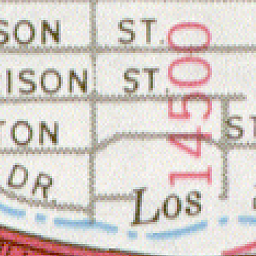 SON ST.
ISON ST.
TON ST
DR.
Los
14500